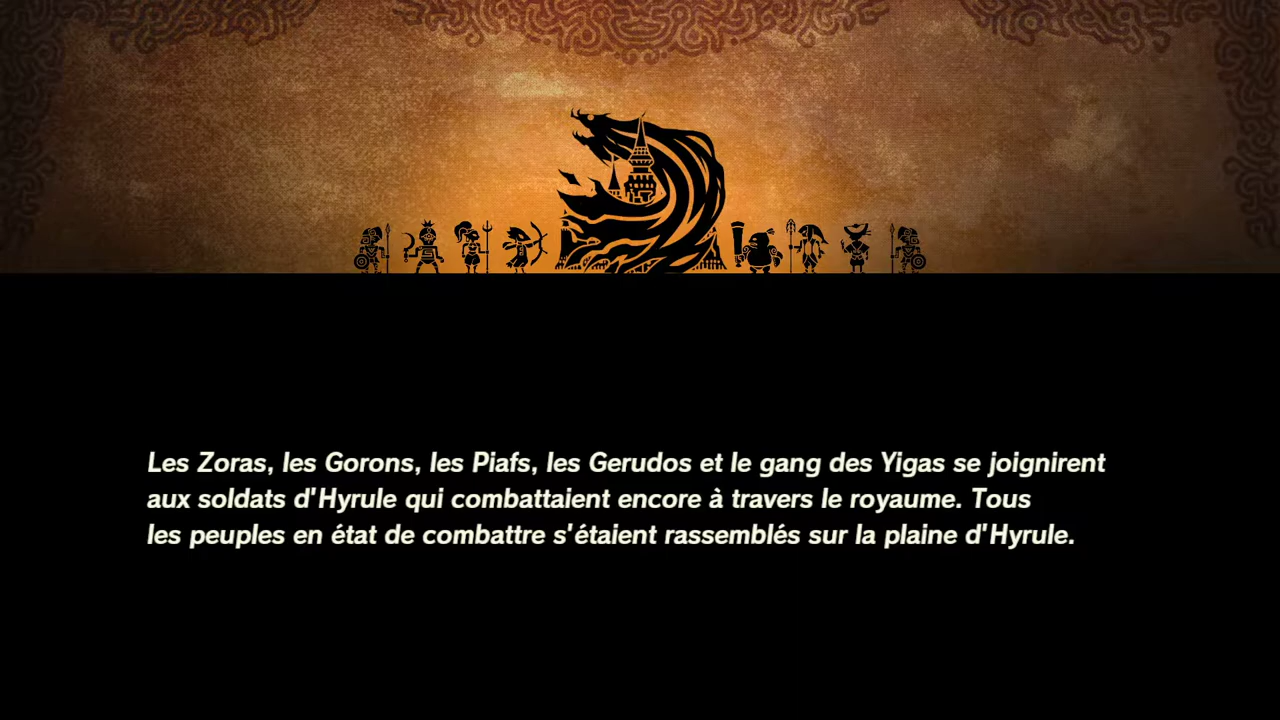 Les Zoras, les Gorons, les Piafs, les Gerudos et le gang des Yigas se joignirent
aux soldats d'Hyrule qui combattaient encore à travers le royaume. Tous
les peuples en état de combattre s'étaient rassemblés sur la plaine d'Hyrule.